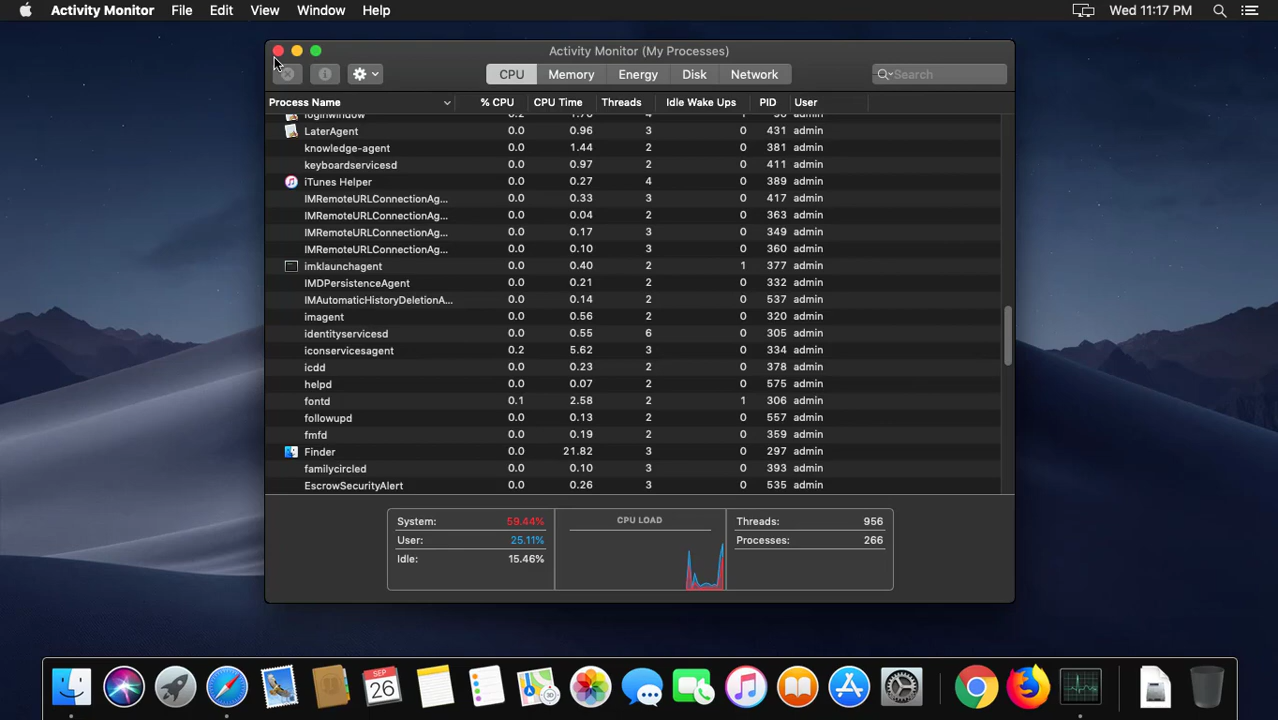 Activity Monitor File Edit View Window Help Wed 11:17 PM
Activity Monitor (My Processes)
CPU Memory Energy Disk Network Search
Process Name % CPU CPU Time Threads Idle Wake Ups PID User
loginwindow 0.2 1.70 4 1 admin
LaterAgent 0.0 0.96 3 0 431 admin
knowledge-agent 0.0 1.44 2 0 381 admin
keyboardservicesd 0.0 0.97 2 0 411 admin
iTunes Helper 0.0 0.27 4 0 389 admin
IMRemoteURLConnectionAg... 0.0 0.33 3 0 417 admin
IMRemoteURLConnectionAg... 0.0 0.04 2 0 363 admin
IMRemoteURLConnectionAg... 0.0 0.17 3 0 349 admin
IMRemoteURLConnectionAg... 0.0 0.10 3 0 360 admin
imklaunchagent 0.0 0.40 2 1 377 admin
IMDPersistenceAgent 0.0 0.21 2 0 332 admin
IMAutomaticHistoryDeletionA... 0.0 0.14 2 0 537 admin
imagent 0.0 0.56 2 0 320 admin
identityservicesd 0.0 0.55 6 0 305 admin
iconservicesagent 0.2 5.62 3 0 334 admin
icdd 0.0 0.23 2 0 378 admin
helpd 0.0 0.07 2 0 575 admin
fontd 0.1 2.58 2 1 306 admin
followupd 0.0 0.13 2 0 557 admin
fmfd 0.0 0.19 2 0 359 admin
Finder 0.0 21.82 3 0 297 admin
familycircled 0.0 0.10 3 0 393 admin
EscrowSecurityAlert 0.0 0.26 3 0 535 admin
System: 59.44% CPU LOAD Threads: 956
User: 25.11% Processes: 266
Idle: 15.46%
SEP
26